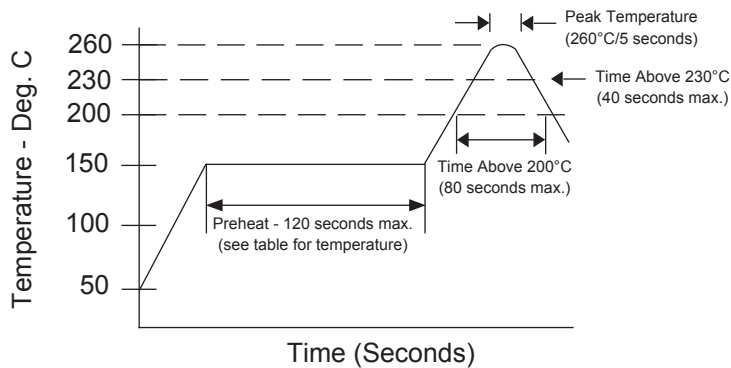 Peak Temperature
(260°C/5 seconds)
260
230
Time Above 230°C
(40 seconds max.)
200
150
Time Above 200°C
(80 seconds max.)
Preheat - 120 seconds max.
(see table for temperature)
100
50
Temperature - Deg. C
Time (Seconds)